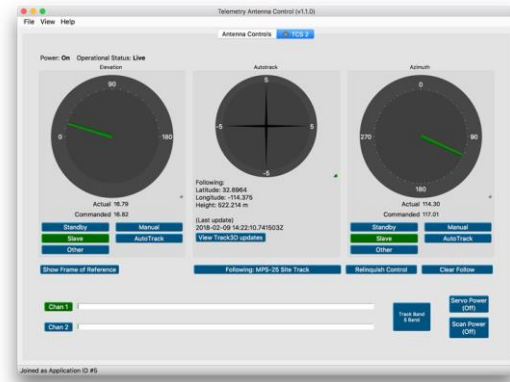 Telemetry Antenna Control (v1.1.0)
File View Help
Antenna Controls TCS 2
Power: On Operational Status: Live
Elevation
90
0
180
Actual 16.79
Commanded 16.82
Standby Manual
Slave AutoTrack
Other
Autotrack
5
-5 5
-5
Following:
Latitude: 32.8964
Longitude: -114.375
Height: 522.214 m
(Last update)
2018-02-09 14:22:10.741503Z
View Track3D updates
Azimuth
0
270 90
180
Actual 114.30
Commanded 117.01
Standby Manual
Slave AutoTrack
Other
Show Frame of Reference
Following: MPS-25 Site Track
Relinquish Control
Clear Follow
Chan 1
Chan 2
Track Band
S Band
Servo Power
(Off)
Scan Power
(Off)
Joined as Application ID #5